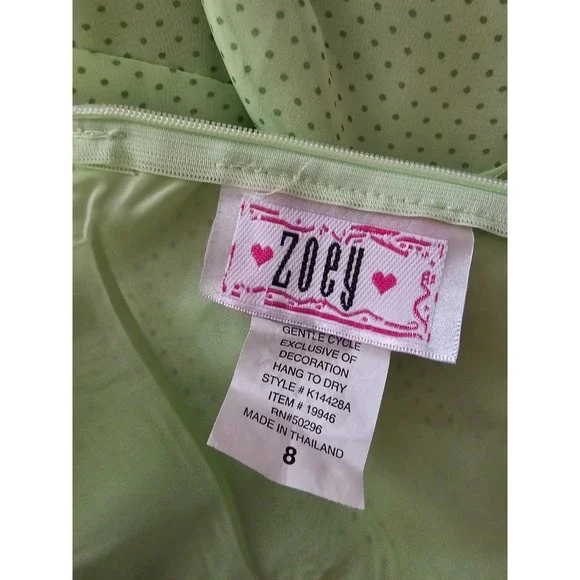 zoey
GENTLE CYCLE
EXCLUSIVE OF
DECORATION
HANG TO DRY
STYLE # K14428A
ITEM # 19946
RN#50296
MADE IN THAILAND
8